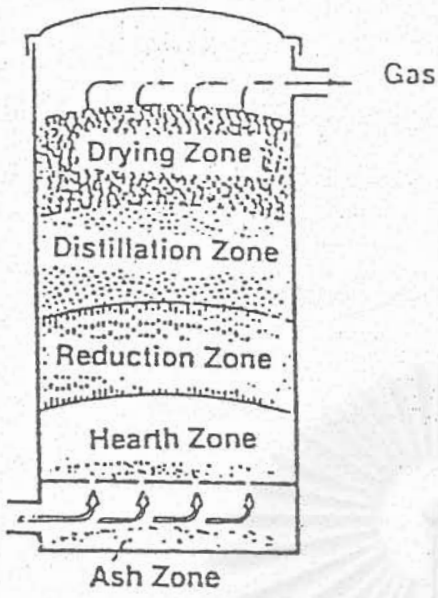 Gas
Drying Zone
Distillation Zone
Reduction Zone
Hearth Zone
Ash Zone